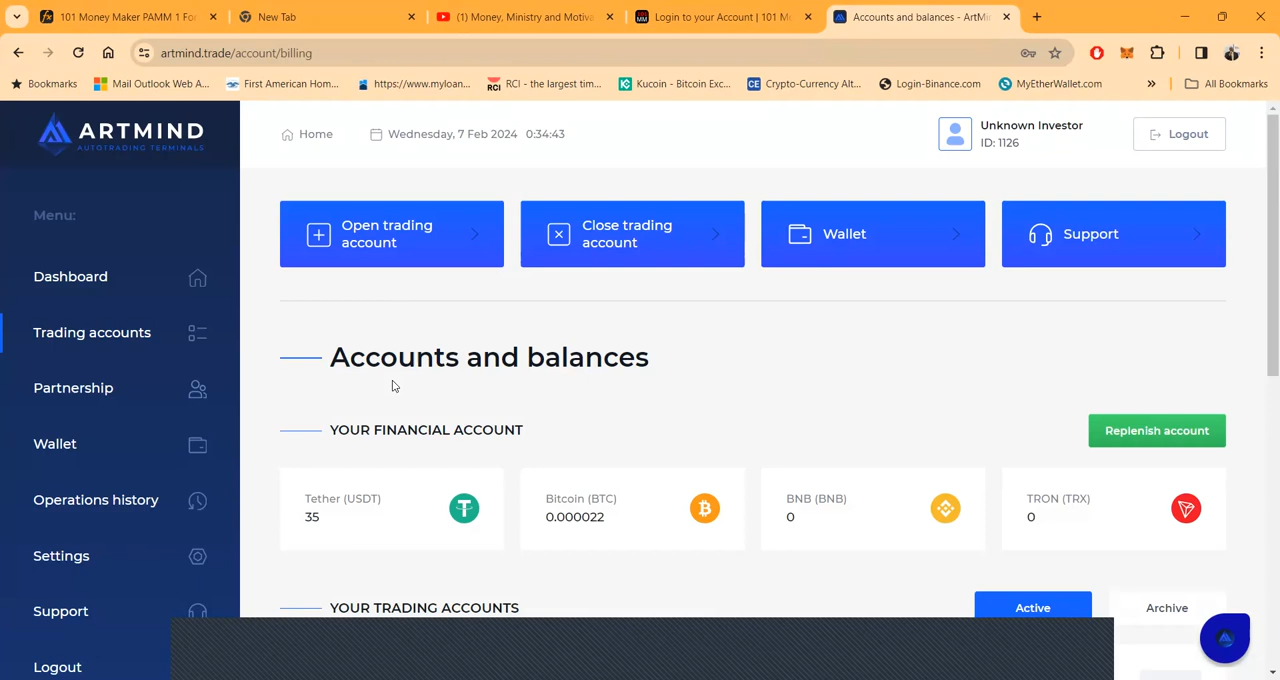 101 Money Maker PAMM 1 Fo
New Tab
(1) Money, Ministry and Motiva
Login to your Account | 101 M
Accounts and balances - ArtMi
artmind.trade/account/billing
Bookmarks
Mail Outlook Web A...
First American Hom...
https://www.myloan...
RCI - the largest tim...
Kucoin - Bitcoin Exc...
Crypto-Currency Alt...
Login-Binance.com
MyEtherWallet.com
»
All Bookmarks
ARTMIND
AUTOTRADING TERMINALS
Home
Wednesday, 7 Feb 2024 0:34:43
Unknown Investor
ID: 1126
Logout
Menu:
Dashboard
Trading accounts
Partnership
Wallet
Operations history
Settings
Support
Logout
Open trading
account
Close trading
account
Wallet
Support
Accounts and balances
YOUR FINANCIAL ACCOUNT
Replenish account
Tether (USDT)
35
Bitcoin (BTC)
0.000022
BNB (BNB)
0
TRON (TRX)
0
YOUR TRADING ACCOUNTS
Active
Archive